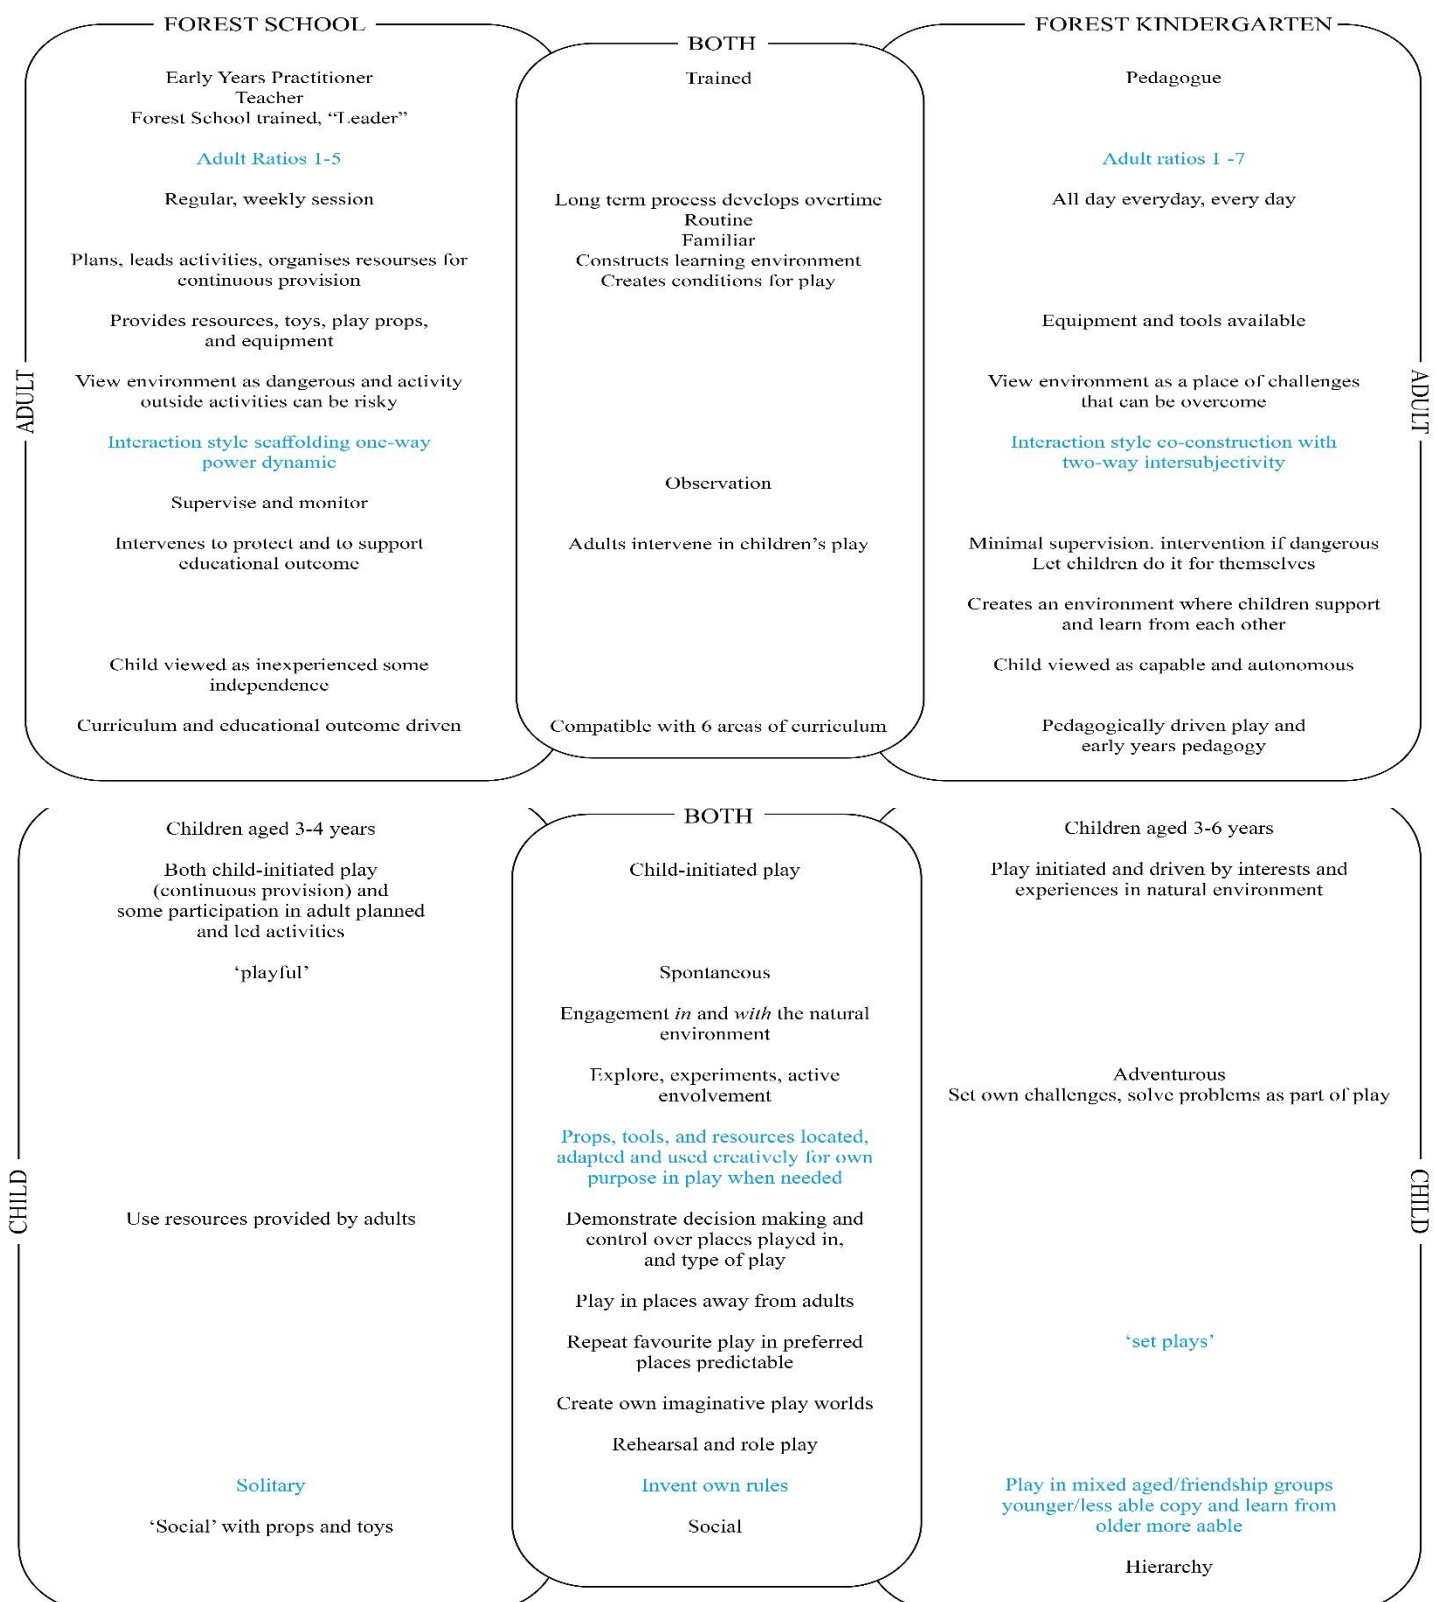 FOREST SCHOOL
Early Years Practitioner
Teacher
Forest School trained, “Leader”
Adult Ratios 1-5
Regular, weekly session
Plans, leads activities, organises resourses for
continuous provision
Provides resources, toys, play props,
and equipment
View environment as dangerous and activity
outside activities can be risky
Interaction style scaffolding one-way
power dynamic
Supervise and monitor
Intervenes to protect and to support
educational outcome
Child viewed as inexperienced some
independence
Curriculum and educational outcome driven
ADULT
BOTH
Trained
Long term process develops overtime
Routine
Familiar
Constructs learning environment
Creates conditions for play
Observation
Adults intervene in children’s play
Compatible with 6 areas of curriculum
FOREST KINDERGARTEN
Pedagogue
Adult ratios 1 -7
All day everyday, every day
Equipment and tools available
View environment as a place of challenges
that can be overcome
Interaction style co-construction with
two-way intersubjectivity
Minimal supervision. intervention if dangerous
Let children do it for themselves
Creates an environment where children support
and learn from each other
Child viewed as capable and autonomous
Pedagogically driven play and
early years pedagogy
ADULT
Children aged 3-4 years
Both child-initiated play
(continuous provision) and
some participation in adult planned
and led activities
‘playful’
Use resources provided by adults
Solitary
‘Social’ with props and toys
CHILD
BOTH
Child-initiated play
Spontaneous
Engagement in and with the natural
environment
Explore, experiments, active
envolvement
Props, tools, and resources located,
adapted and used creatively for own
purpose in play when needed
Demonstrate decision making and
control over places played in,
and type of play
Play in places away from adults
Repeat favourite play in preferred
places predictable
Create own imaginative play worlds
Rehearsal and role play
Invent own rules
Social
Children aged 3-6 years
Play initiated and driven by interests and
experiences in natural environment
Adventurous
Set own challenges, solve problems as part of play
‘set plays’
Play in mixed aged/friendship groups
younger/less able copy and learn from
older more aable
Hierarchy
CHILD